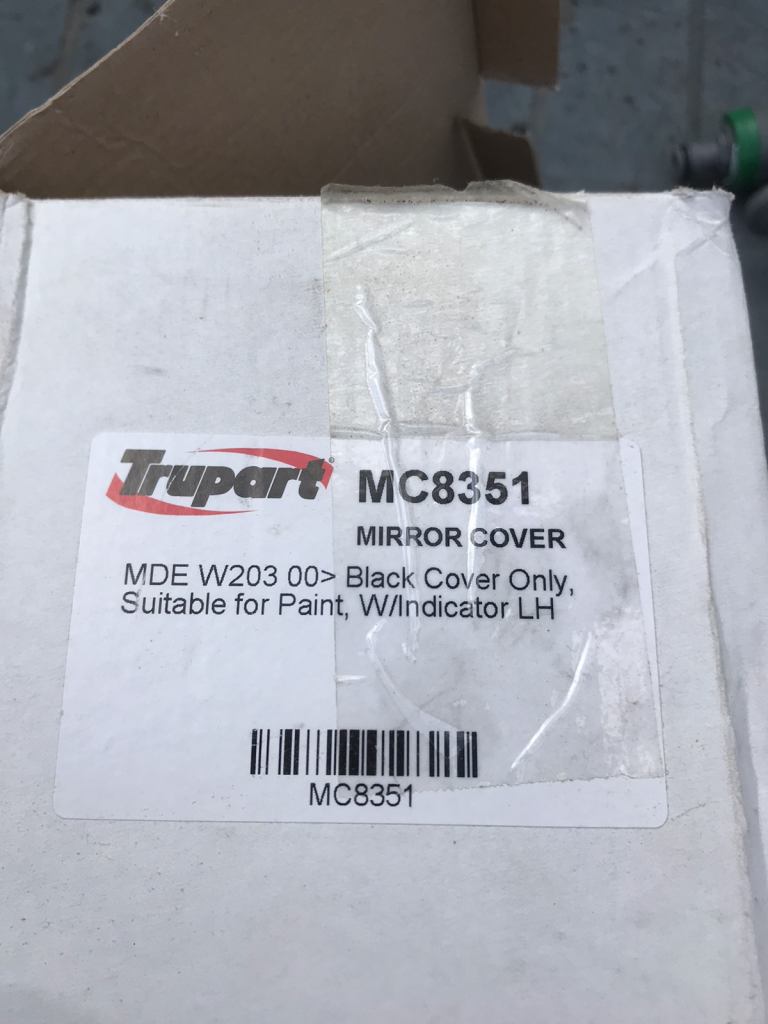 Trupart® MC8351
MIRROR COVER
MDE W203 00> Black Cover Only,
Suitable for Paint, W/Indicator LH
MC8351